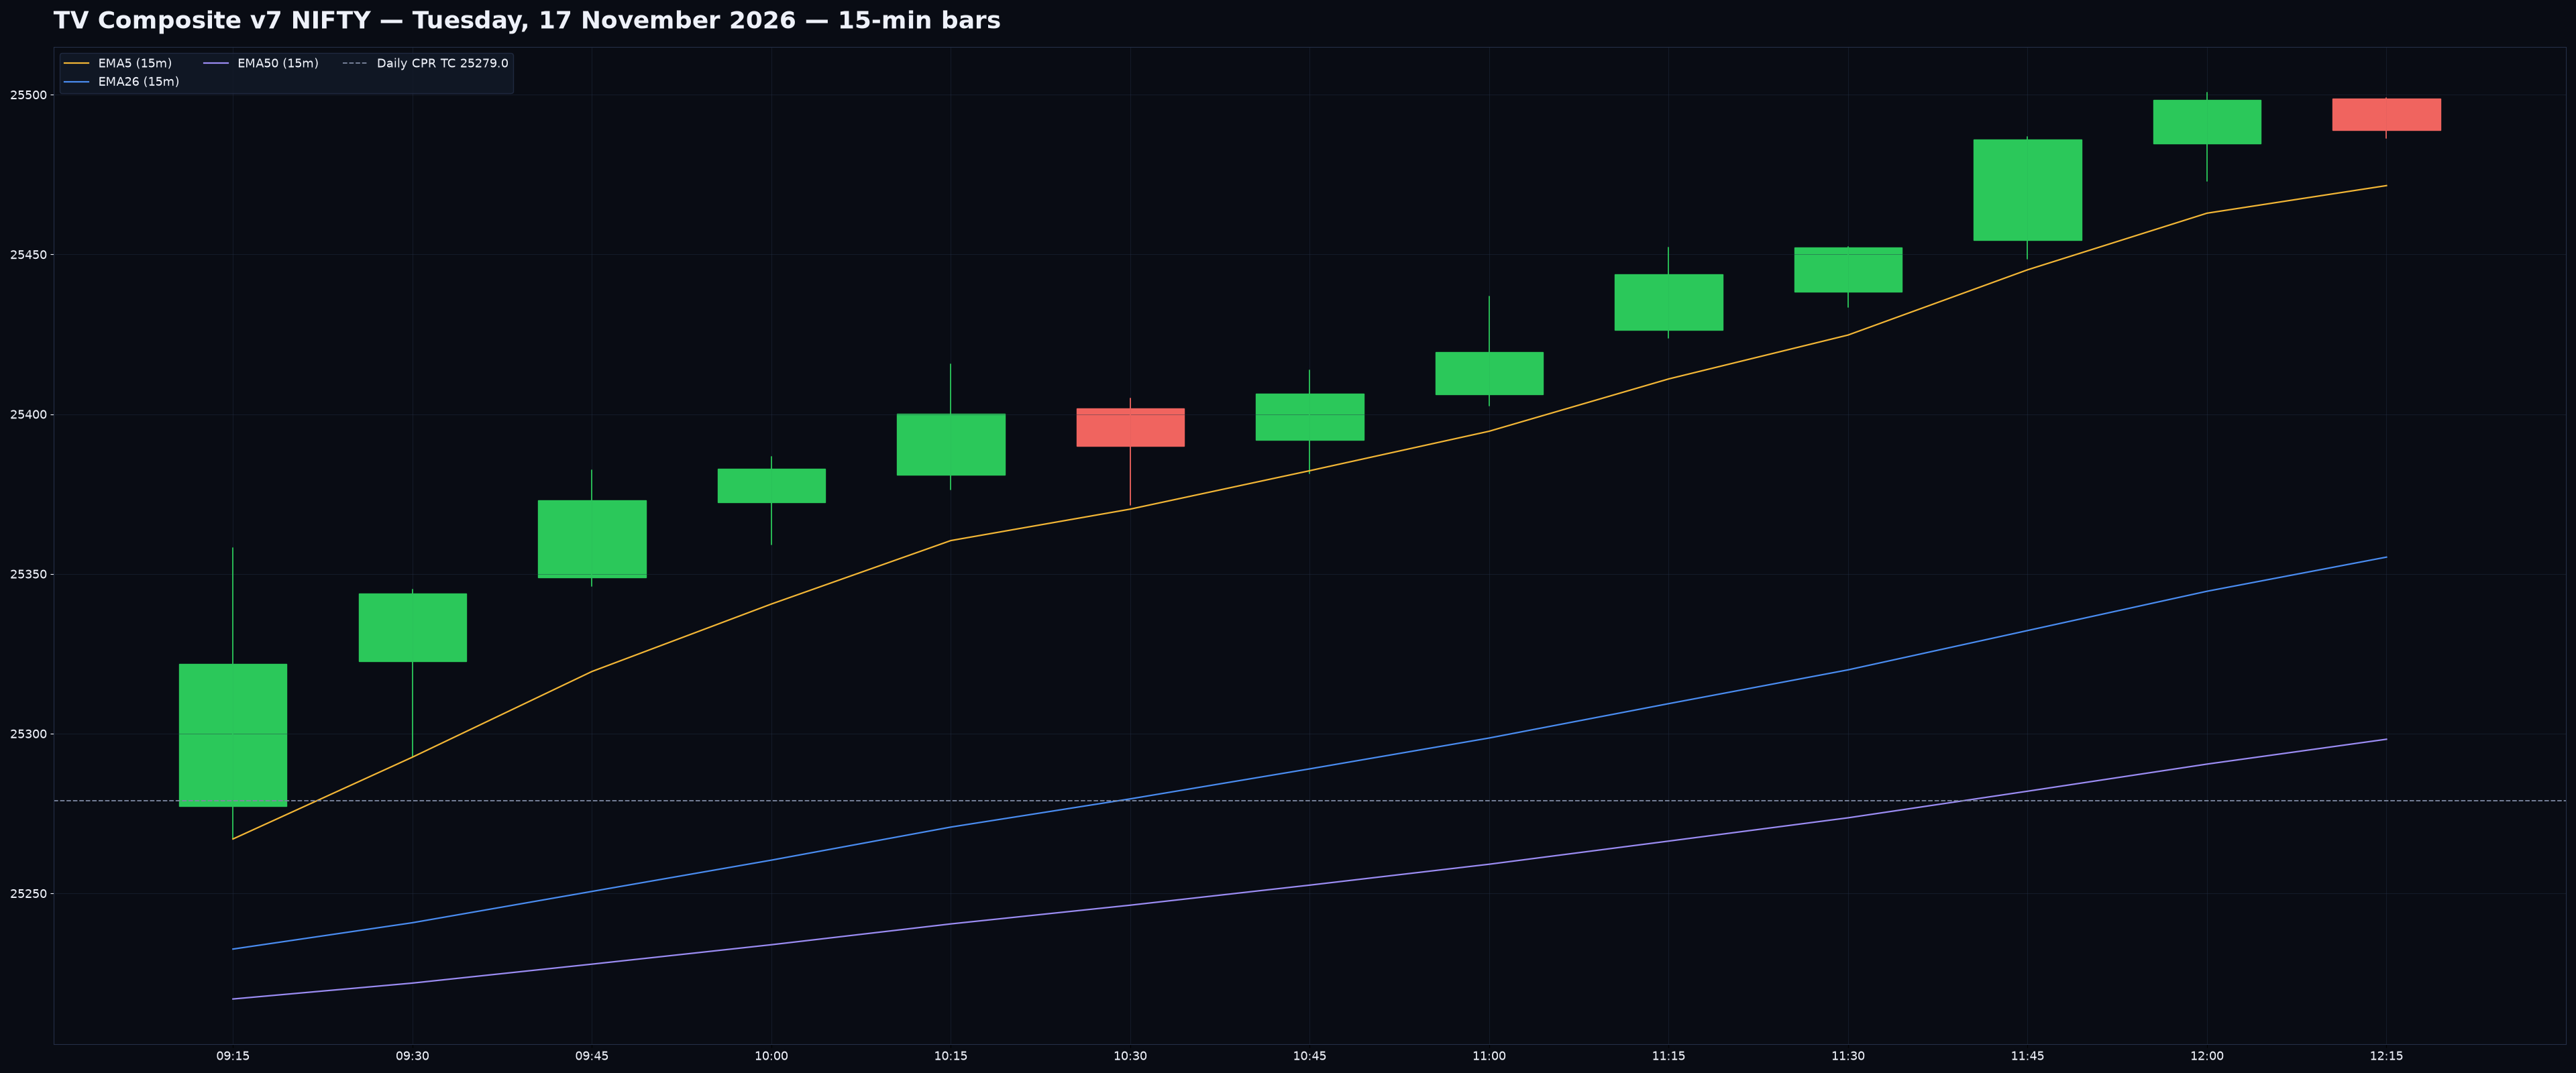 TV Composite v7 NIFTY — Tuesday, 17 November 2026 — 15-min bars
EMA5 (15m) EMA50 (15m) Daily CPR TC 25279.0
EMA26 (15m)
25500
25450
25400
25350
25300
25250
09:15 09:30 09:45 10:00 10:15 10:30 10:45 11:00 11:15 11:30 11:45 12:00 12:15